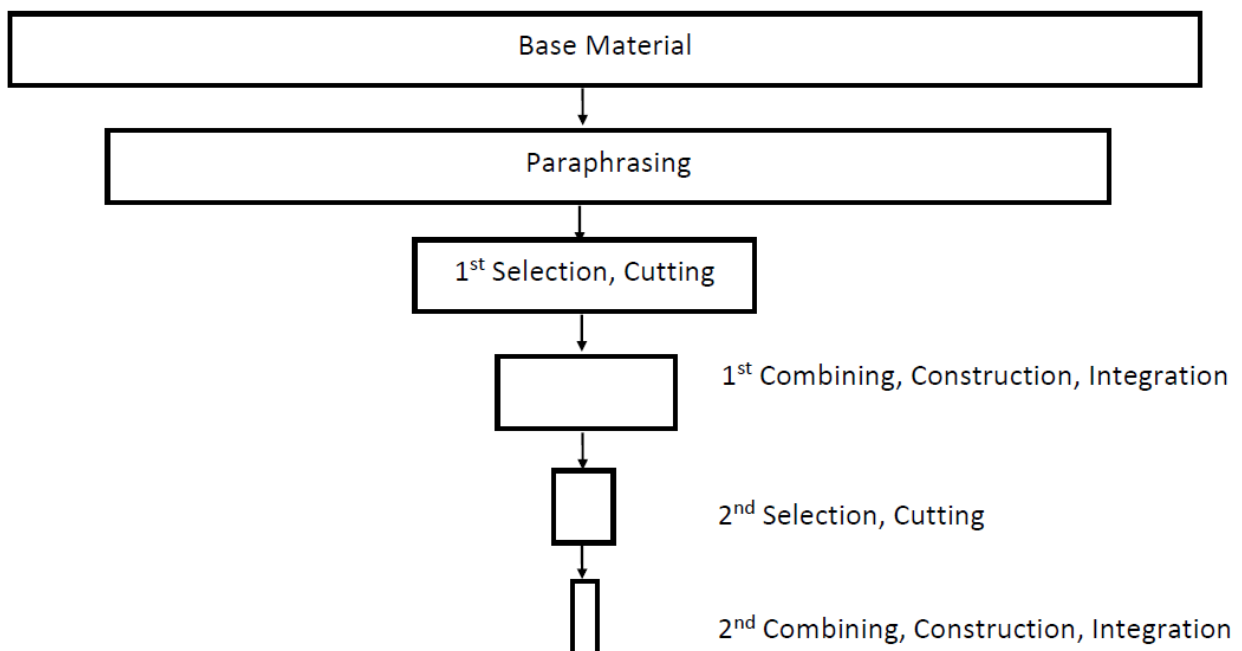 Base Material
Paraphrasing
1st Selection, Cutting
1st Combining, Construction, Integration
2nd Selection, Cutting
2nd Combining, Construction, Integration